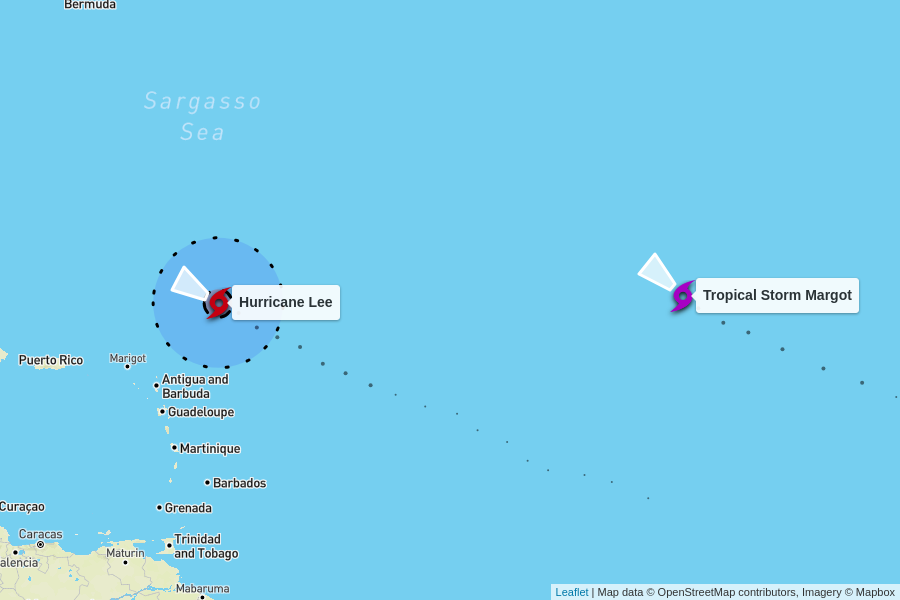 Bermuda
Sargasso
Sea
Hurricane Lee
Tropical Storm Margot
Puerto Rico
Marigot
Antigua and
Barbuda
Guadeloupe
Martinique
Barbados
Curaçao
Grenada
Caracas
alencia
Maturin
Trinidad
and Tobago
Mabaruma
Leaflet | Map data © OpenStreetMap contributors, Imagery © Mapbox